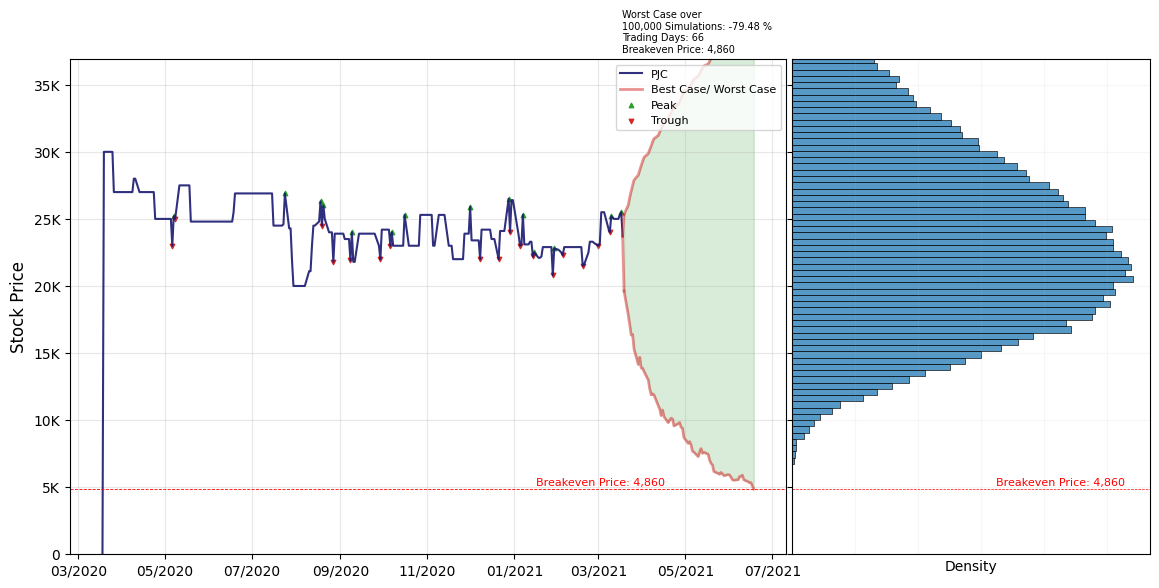 Worst Case over
100,000 Simulations: -79.48 %
Trading Days: 66
Breakeven Price: 4,860
PJC
Best Case/ Worst Case
Peak
Trough
Stock Price
35K
30K
25K
20K
15K
10K
5K
0
Breakeven Price: 4,860
Breakeven Price: 4,860
03/2020 05/2020 07/2020 09/2020 11/2020 01/2021 03/2021 05/2021 07/2021
Density